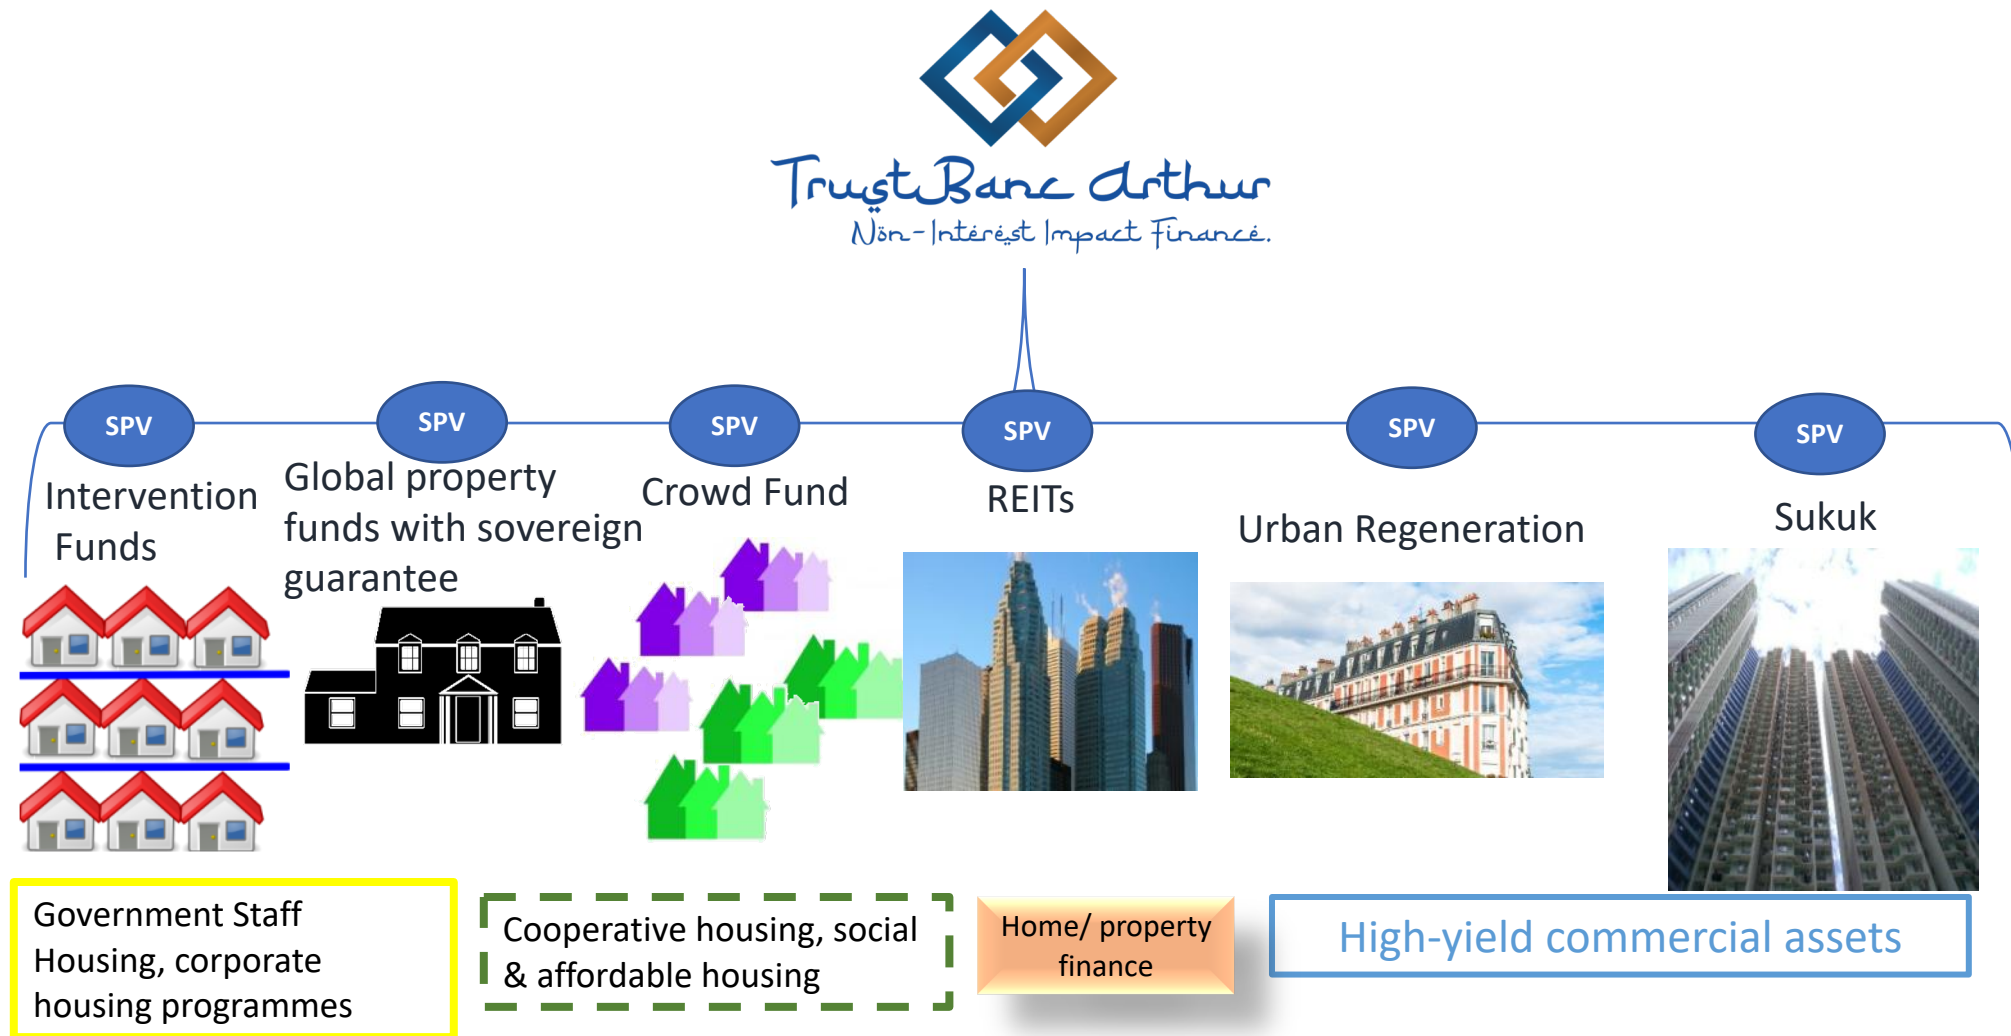 TrustBanc Arthur
Non-Interest Impact Finance.
SPV
SPV
SPV
SPV
SPV
SPV
Intervention
Funds
Global property
funds with sovereign
guarantee
Crowd Fund
REITs
Urban Regeneration
Sukuk
Government Staff
Housing, corporate
housing programmes
Cooperative housing, social
& affordable housing
Home/ property
finance
High-yield commercial assets